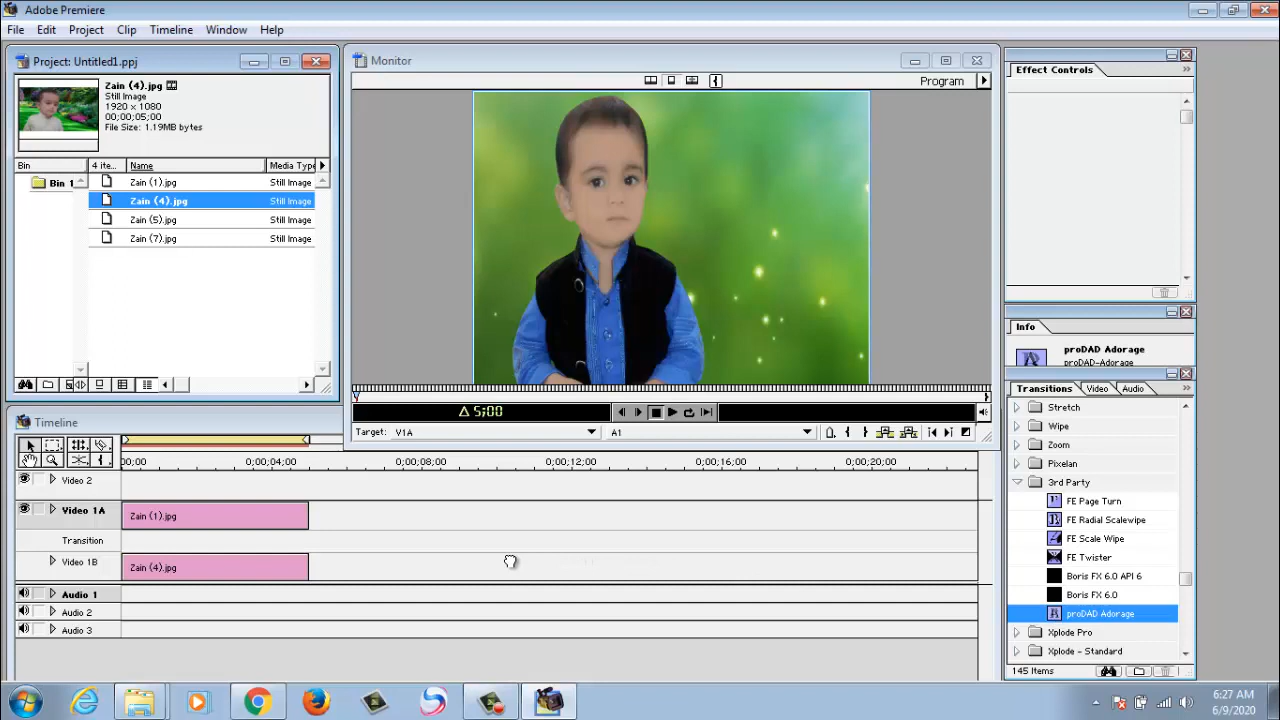 Adobe Premiere
File Edit Project Clip Timeline Window Help
Project: Untitled1.ppj
Zain (4).jpg
Still Image
1920 x 1080
00;00;05;00
File Size: 1.19MB bytes
Bin 4 ite... Name Media Type
Bin 1
Zain (1).jpg Still Image
Zain (4).jpg Still Image
Zain (5).jpg Still Image
Zain (7).jpg Still Image
Monitor
Program
Δ 5;00
Target: V1A A1
Effect Controls
Info
proDAD Adorage
proDAD-Adorage
Transitions Video Audio
Stretch
Wipe
Zoom
Pixelan
3rd Party
FE Page Turn
FE Radial Scalewipe
FE Scale Wipe
FE Twister
Boris FX 6.0 API 6
Boris FX 6.0
proDAD Adorage
Xplode Pro
Xplode - Standard
145 Items
Timeline
00;00 0;00;04;00 0;00;08;00 0;00;12;00 0;00;16;00 0;00;20;00
Video 2
Video 1A Zain (1).jpg
Transition
Video 1B Zain (4).jpg
Audio 1
Audio 2
Audio 3
6:27 AM
6/9/2020